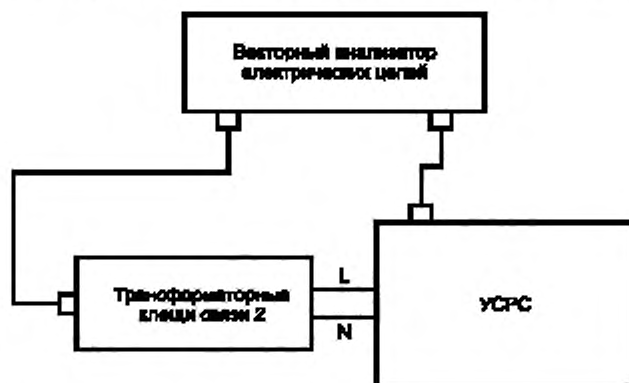 Векторный анализатор
электрических цепей
Трансформаторные
клещи связи 2
L
N
УСРС